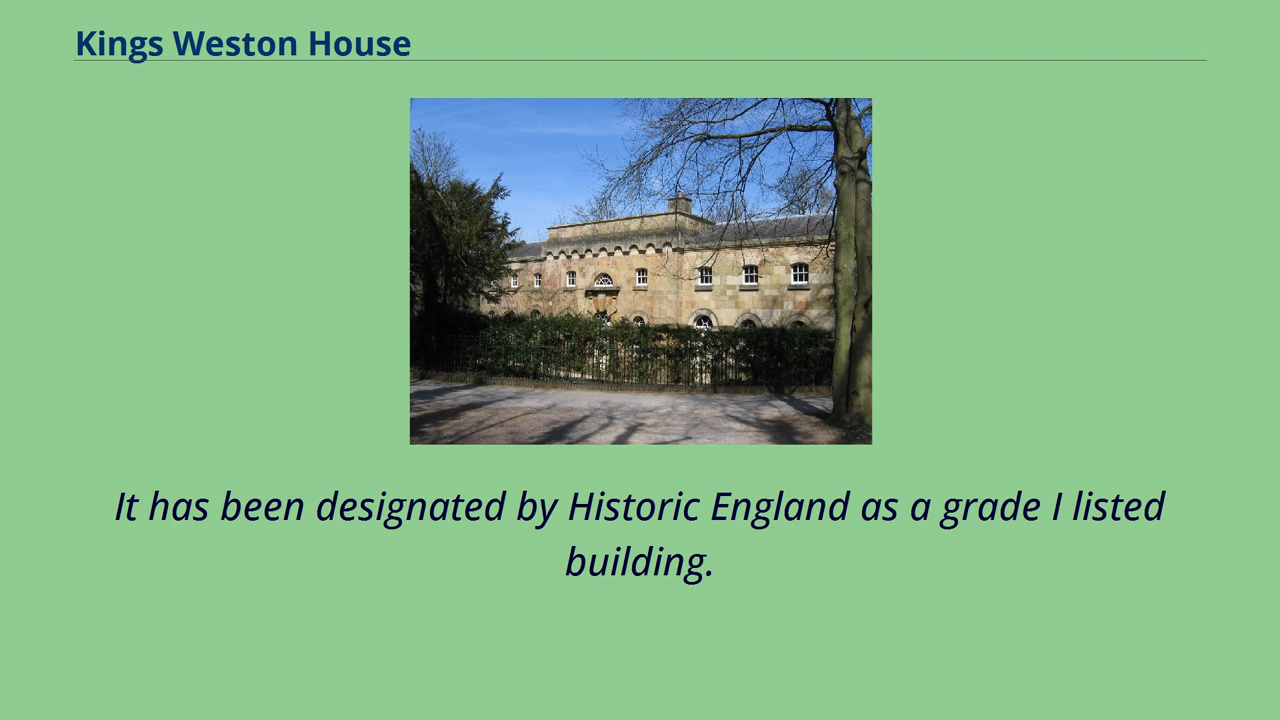 Kings Weston House
It has been designated by Historic England as a grade I listed
building.